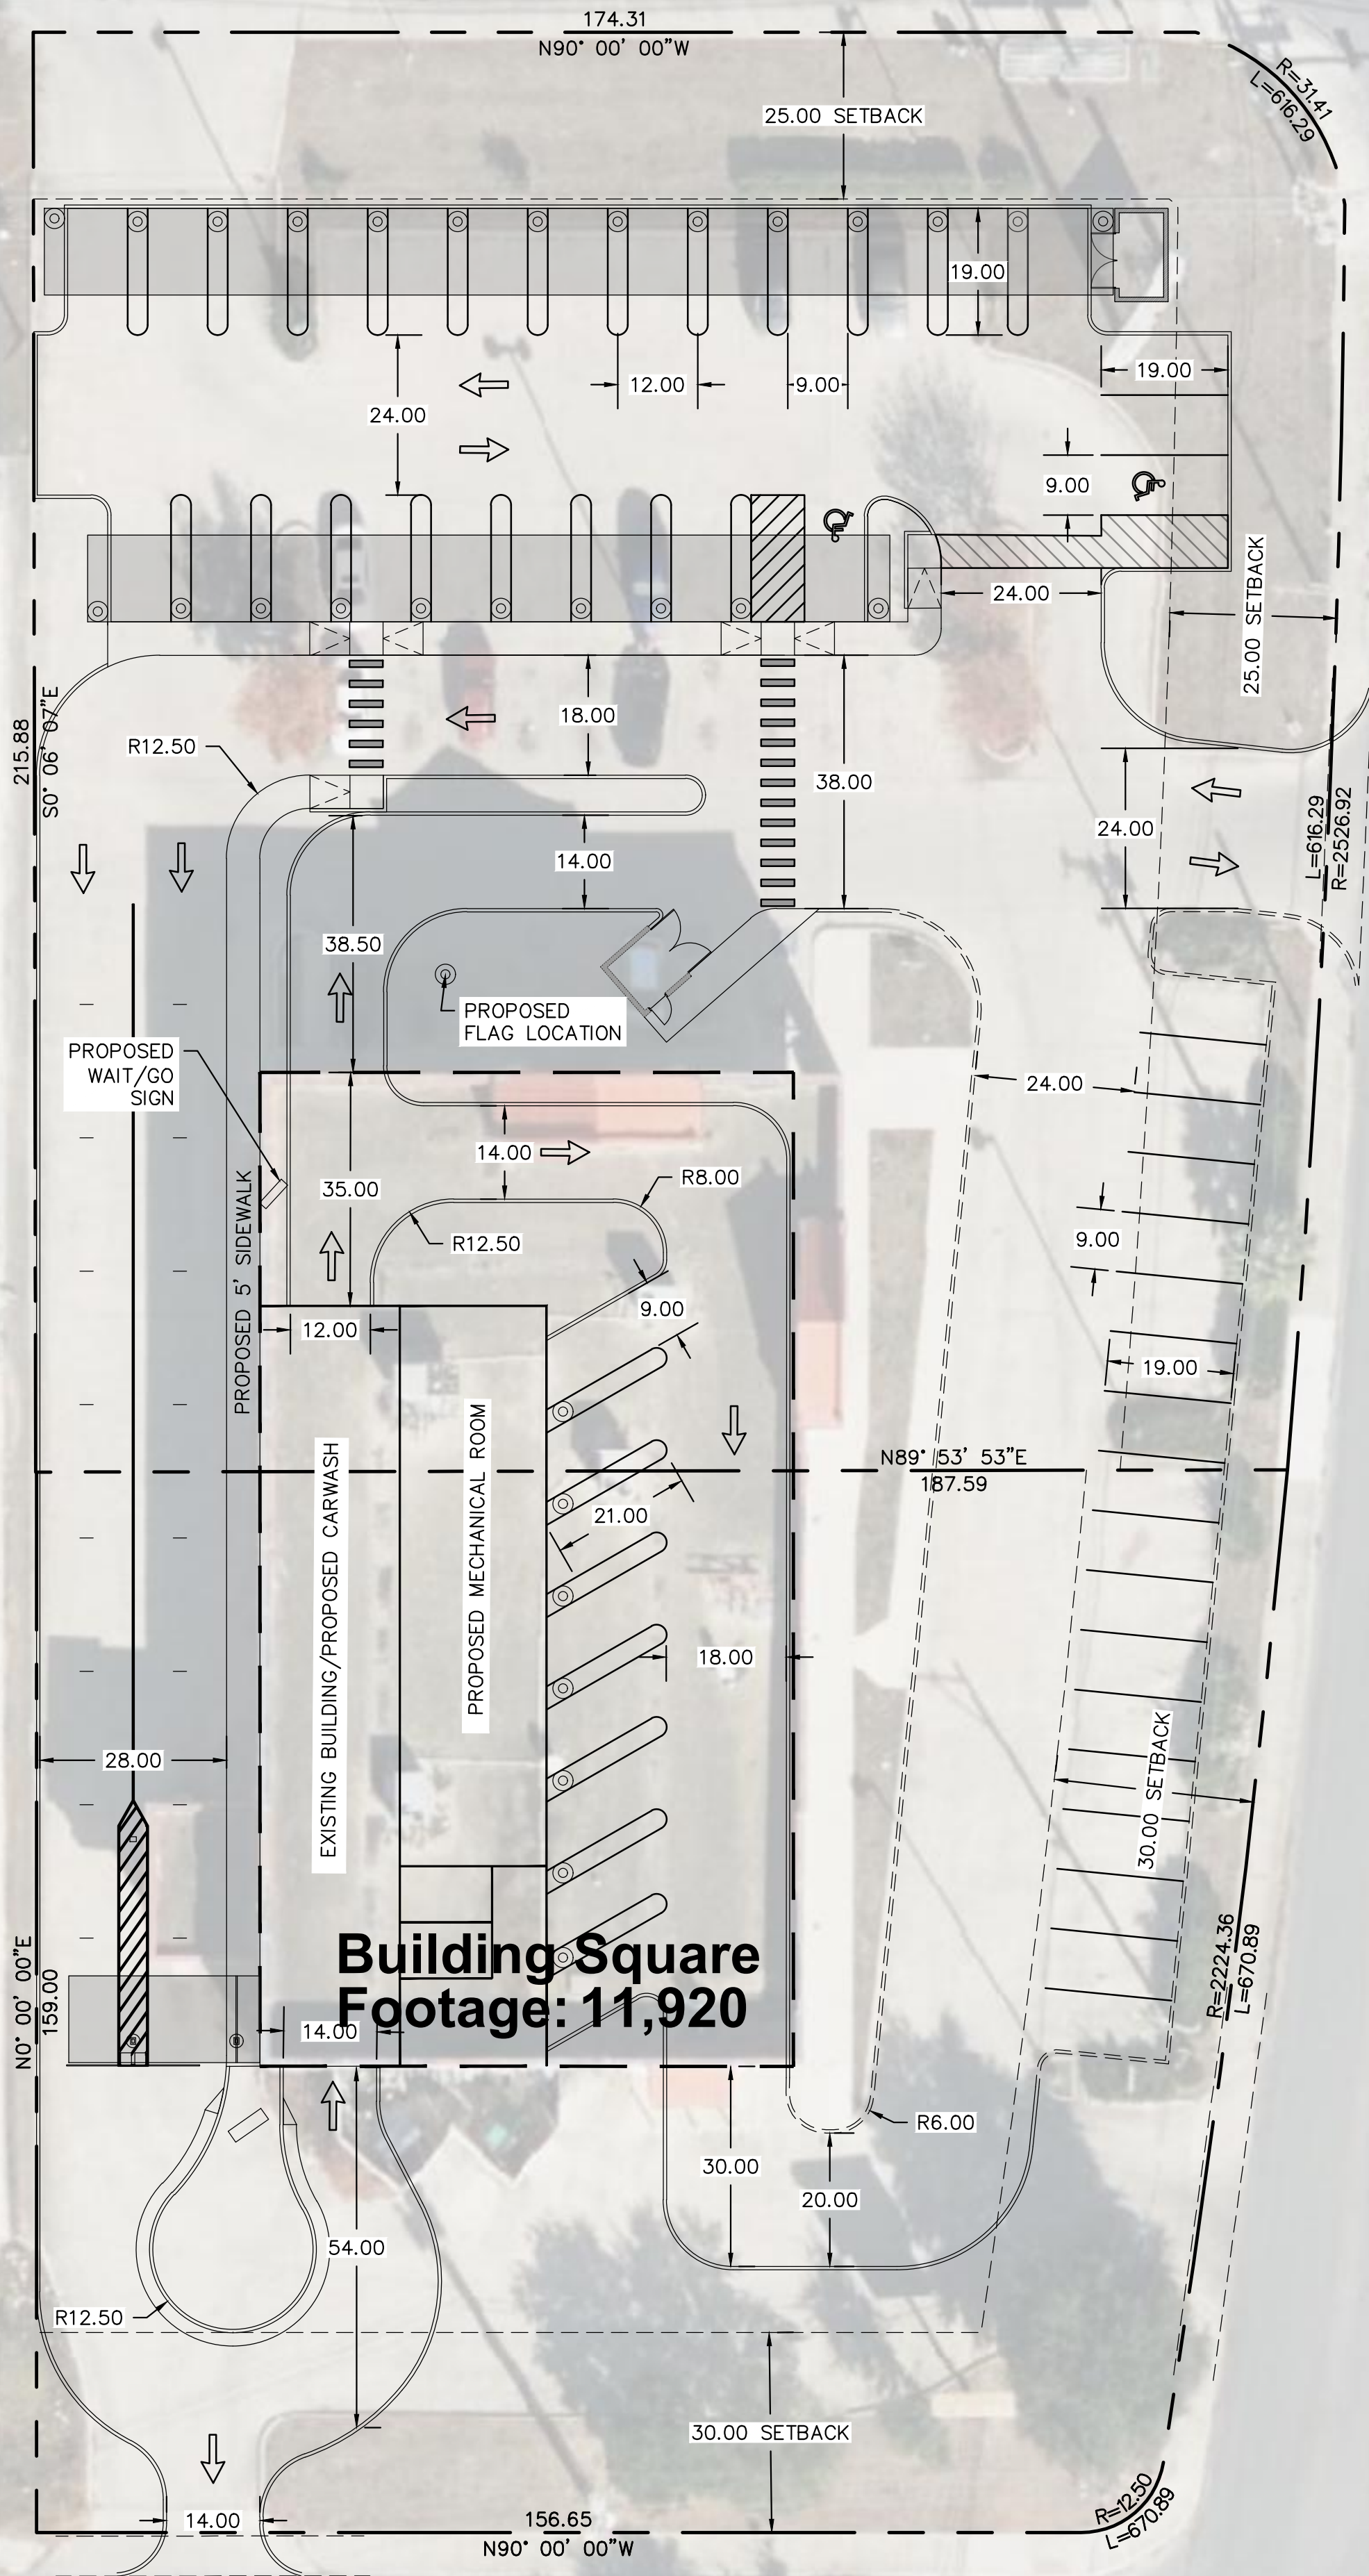 174.31
N90° 00' 00"W
R=31.41
L=616.29
25.00 SETBACK
19.00
19.00
12.00
9.00
24.00
9.00
24.00
25.00 SETBACK
215.88
S0° 06' 07"E
R12.50
18.00
38.00
24.00
L=616.29
R=2526.92
14.00
38.50
PROPOSED
FLAG LOCATION
PROPOSED
WAIT/GO
SIGN
24.00
14.00
R8.00
35.00
PROPOSED 5' SIDEWALK
R12.50
9.00
9.00
12.00
19.00
EXISTING BUILDING/PROPOSED CARWASH
PROPOSED MECHANICAL ROOM
N89° 53' 53"E
187.59
21.00
18.00
28.00
30.00 SETBACK
N0° 00' 00"E
159.00
Building Square
Footage: 11,920
14.00
R=2224.36
L=670.89
R6.00
30.00
20.00
54.00
R12.50
30.00 SETBACK
14.00
156.65
N90° 00' 00"W
R=12.50
L=670.89